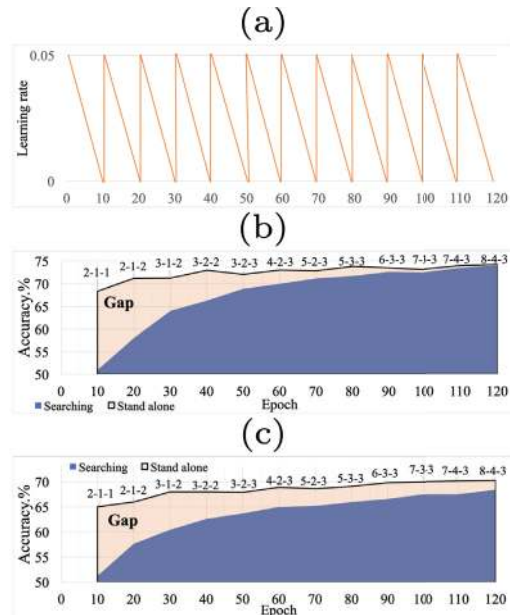 (a)
0.05
Learning rate
0
0 10 20 30 40 50 60 70 80 90 100 110 120
(b)
75
70
65
60
55
50
Accuracy.%
2-1-1 2-1-2 3-1-2 3-2-2 3-2-3 4-2-3 5-2-3 5-3-3 6-3-3 7-3-3 7-4-3 8-4-3
Gap
0 10 20 30 40 50 60 70 80 90 100 110 120
Searching Stand alone Epoch
(c)
Searching Stand alone
70
65
60
55
50
Accuracy.%
2-1-1 2-1-2 3-1-2 3-2-2 3-2-3 4-2-3 5-2-3 5-3-3 6-3-3 7-3-3 7-4-3 8-4-3
Gap
0 10 20 30 40 50 60 70 80 90 100 110 120
Epoch